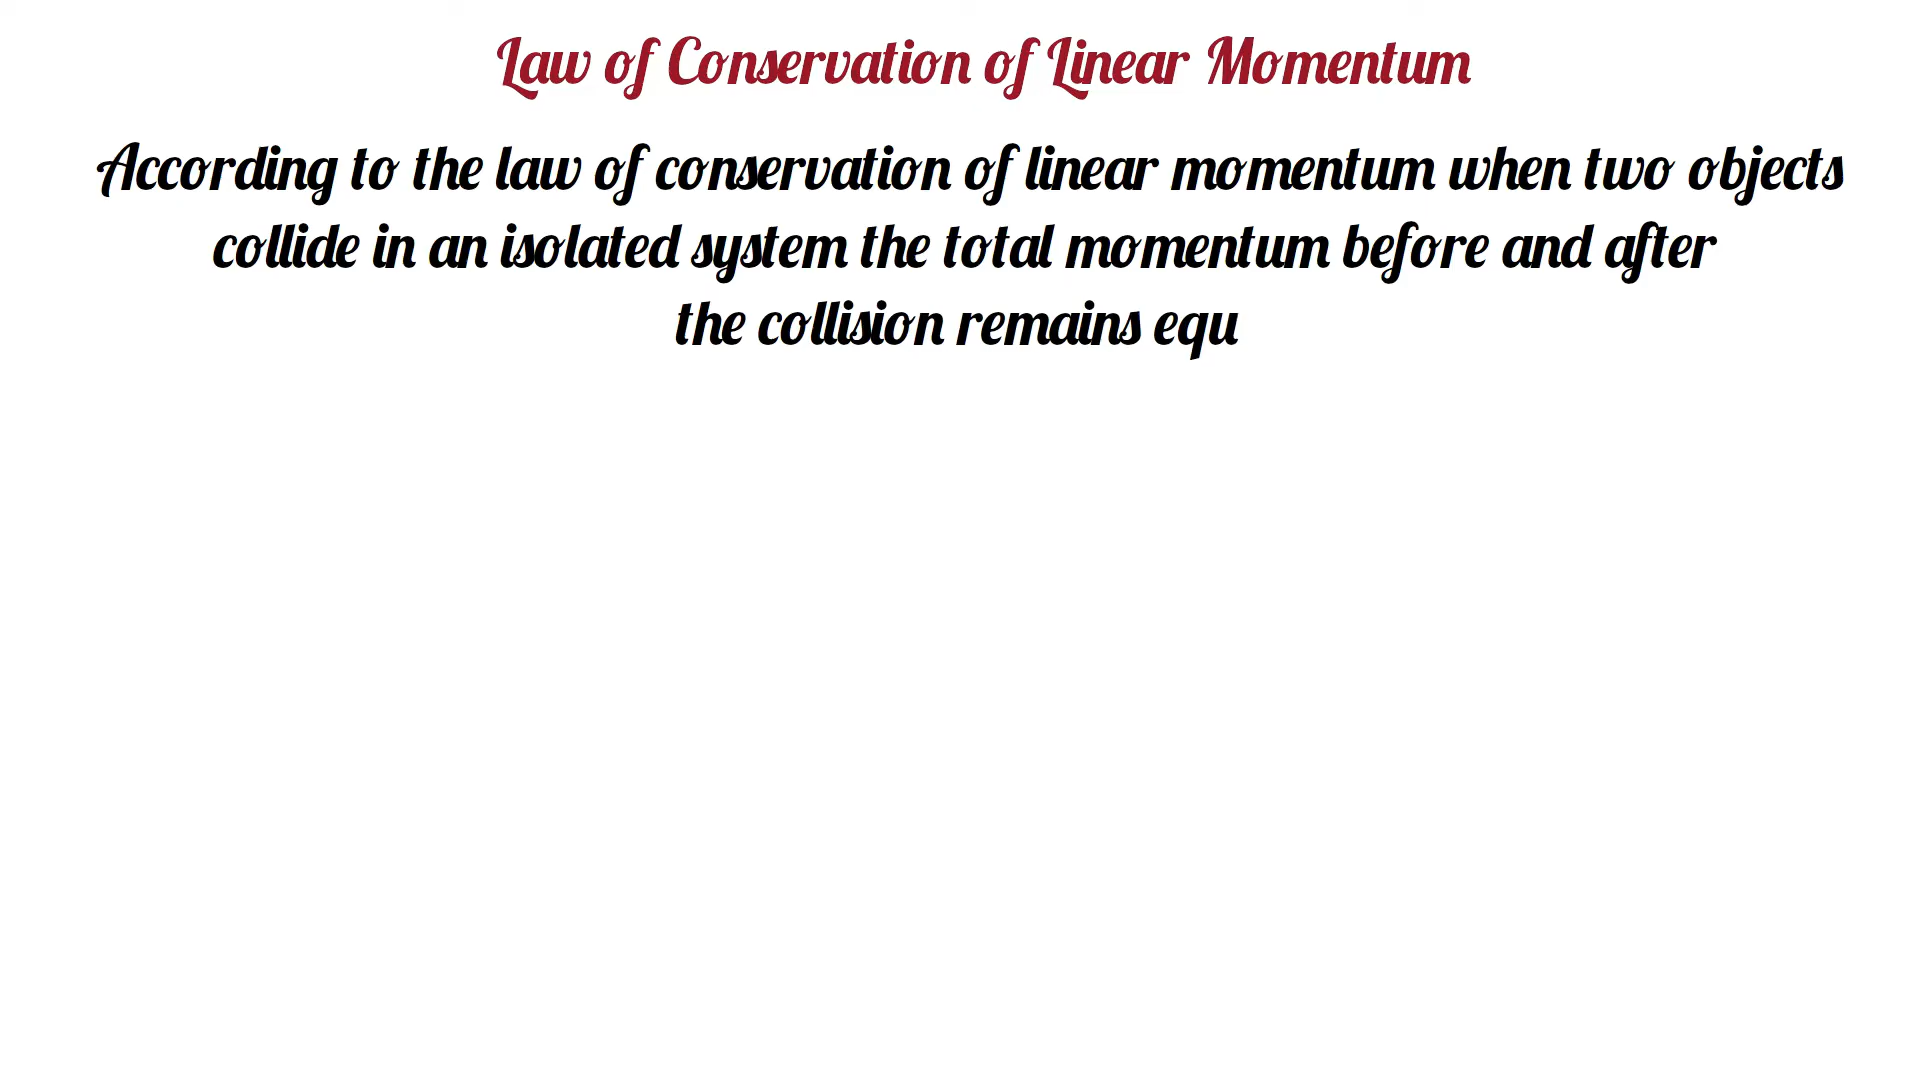 Law of Conservation of Linear Momentum
According to the law of conservation of linear momentum when two objects
collide in an isolated system the total momentum before and after
the collision remains equ